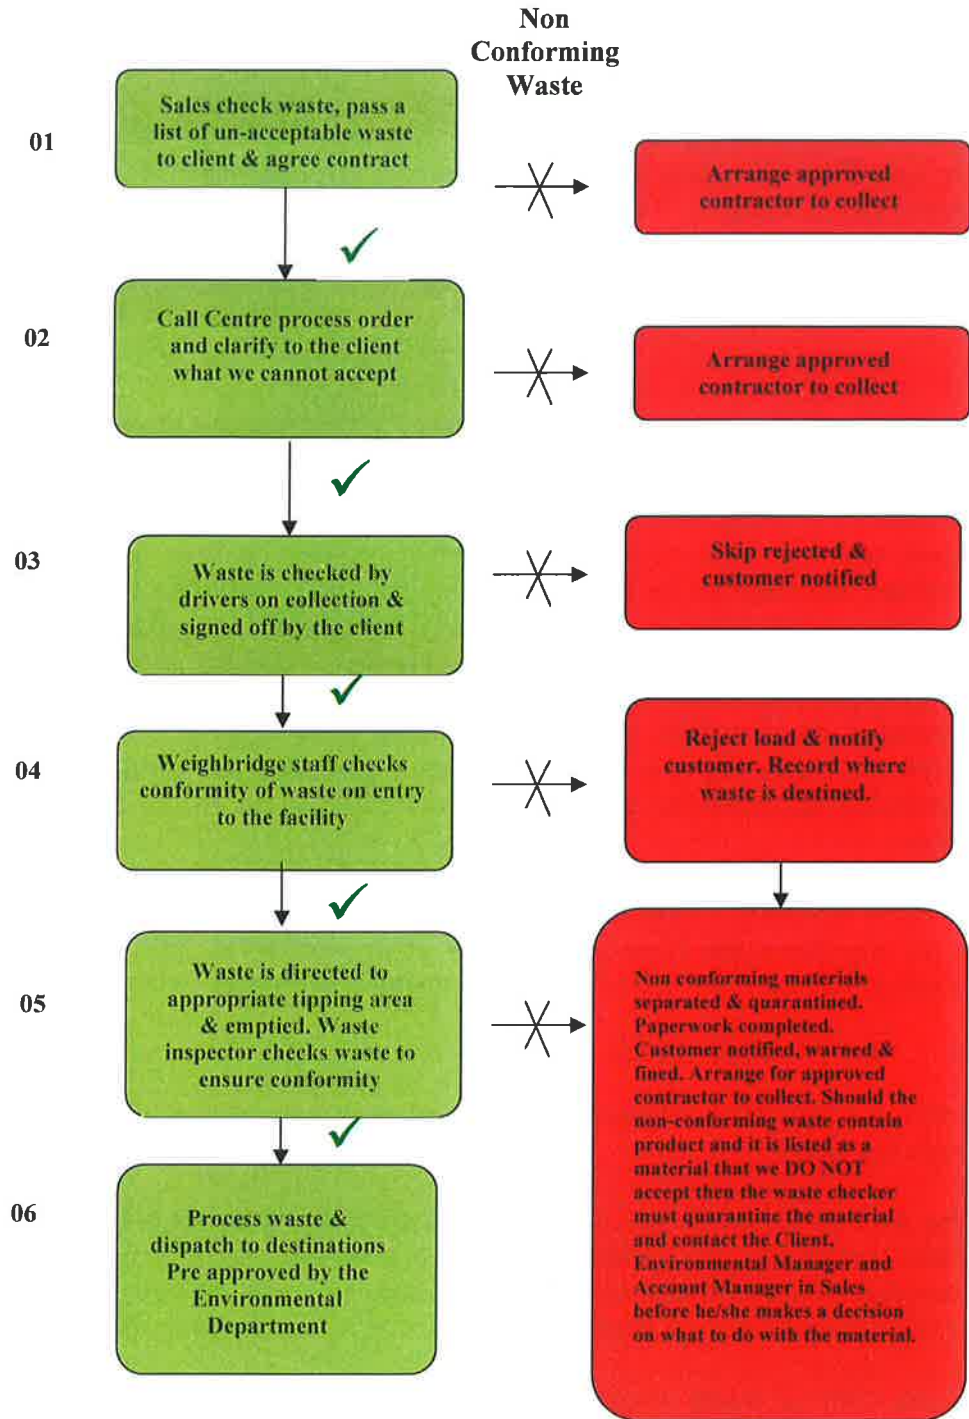 Non
Conforming
Waste
01
Sales check waste, pass a
list of un-acceptable waste
to client & agree contract
Arrange approved
contractor to collect
02
Call Centre process order
and clarify to the client
what we cannot accept
Arrange approved
contractor to collect
03
Waste is checked by
drivers on collection &
signed off by the client
Skip rejected &
customer notified
04
Weighbridge staff checks
conformity of waste on entry
to the facility
Reject load & notify
customer. Record where
waste is destined.
05
Waste is directed to
appropriate tipping area
& emptied. Waste
inspector checks waste to
ensure conformity
Non conforming materials
separated & quarantined.
Paperwork completed.
Customer notified, warned &
fined. Arrange for approved
contractor to collect. Should the
non-conforming waste contain
product and it is listed as a
material that we DO NOT
accept then the waste checker
must quarantine the material
and contact the Client.
Environmental Manager and
Account Manager in Sales
before he/she makes a decision
on what to do with the material.
06
Process waste &
dispatch to destinations
Pre approved by the
Environmental
Department